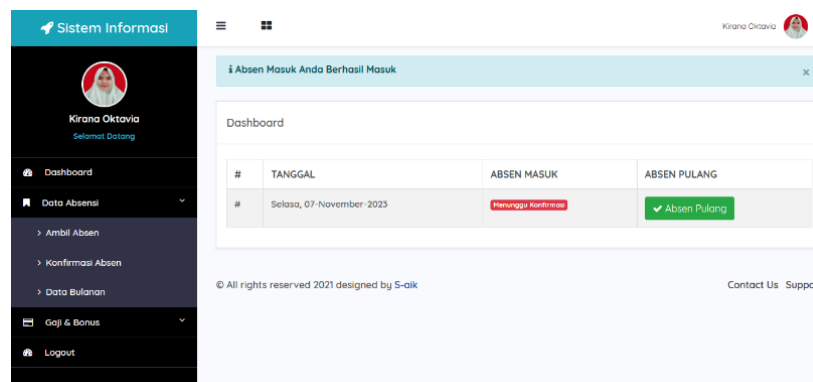 Sistem Informasi
Kirana Oktavia
Kirana Oktavia
Selamat Datang
Dashboard
Data Absensi
> Ambil Absen
> Konfirmasi Absen
> Data Bulanan
Gaji & Bonus
Logout
i Absen Masuk Anda Berhasil Masuk ×
Dashboard
# TANGGAL ABSEN MASUK ABSEN PULANG
# Selasa, 07-November-2023 Menunggu Konfirmasi Absen Pulang
© All rights reserved 2021 designed by S-aik
Contact Us Suppo